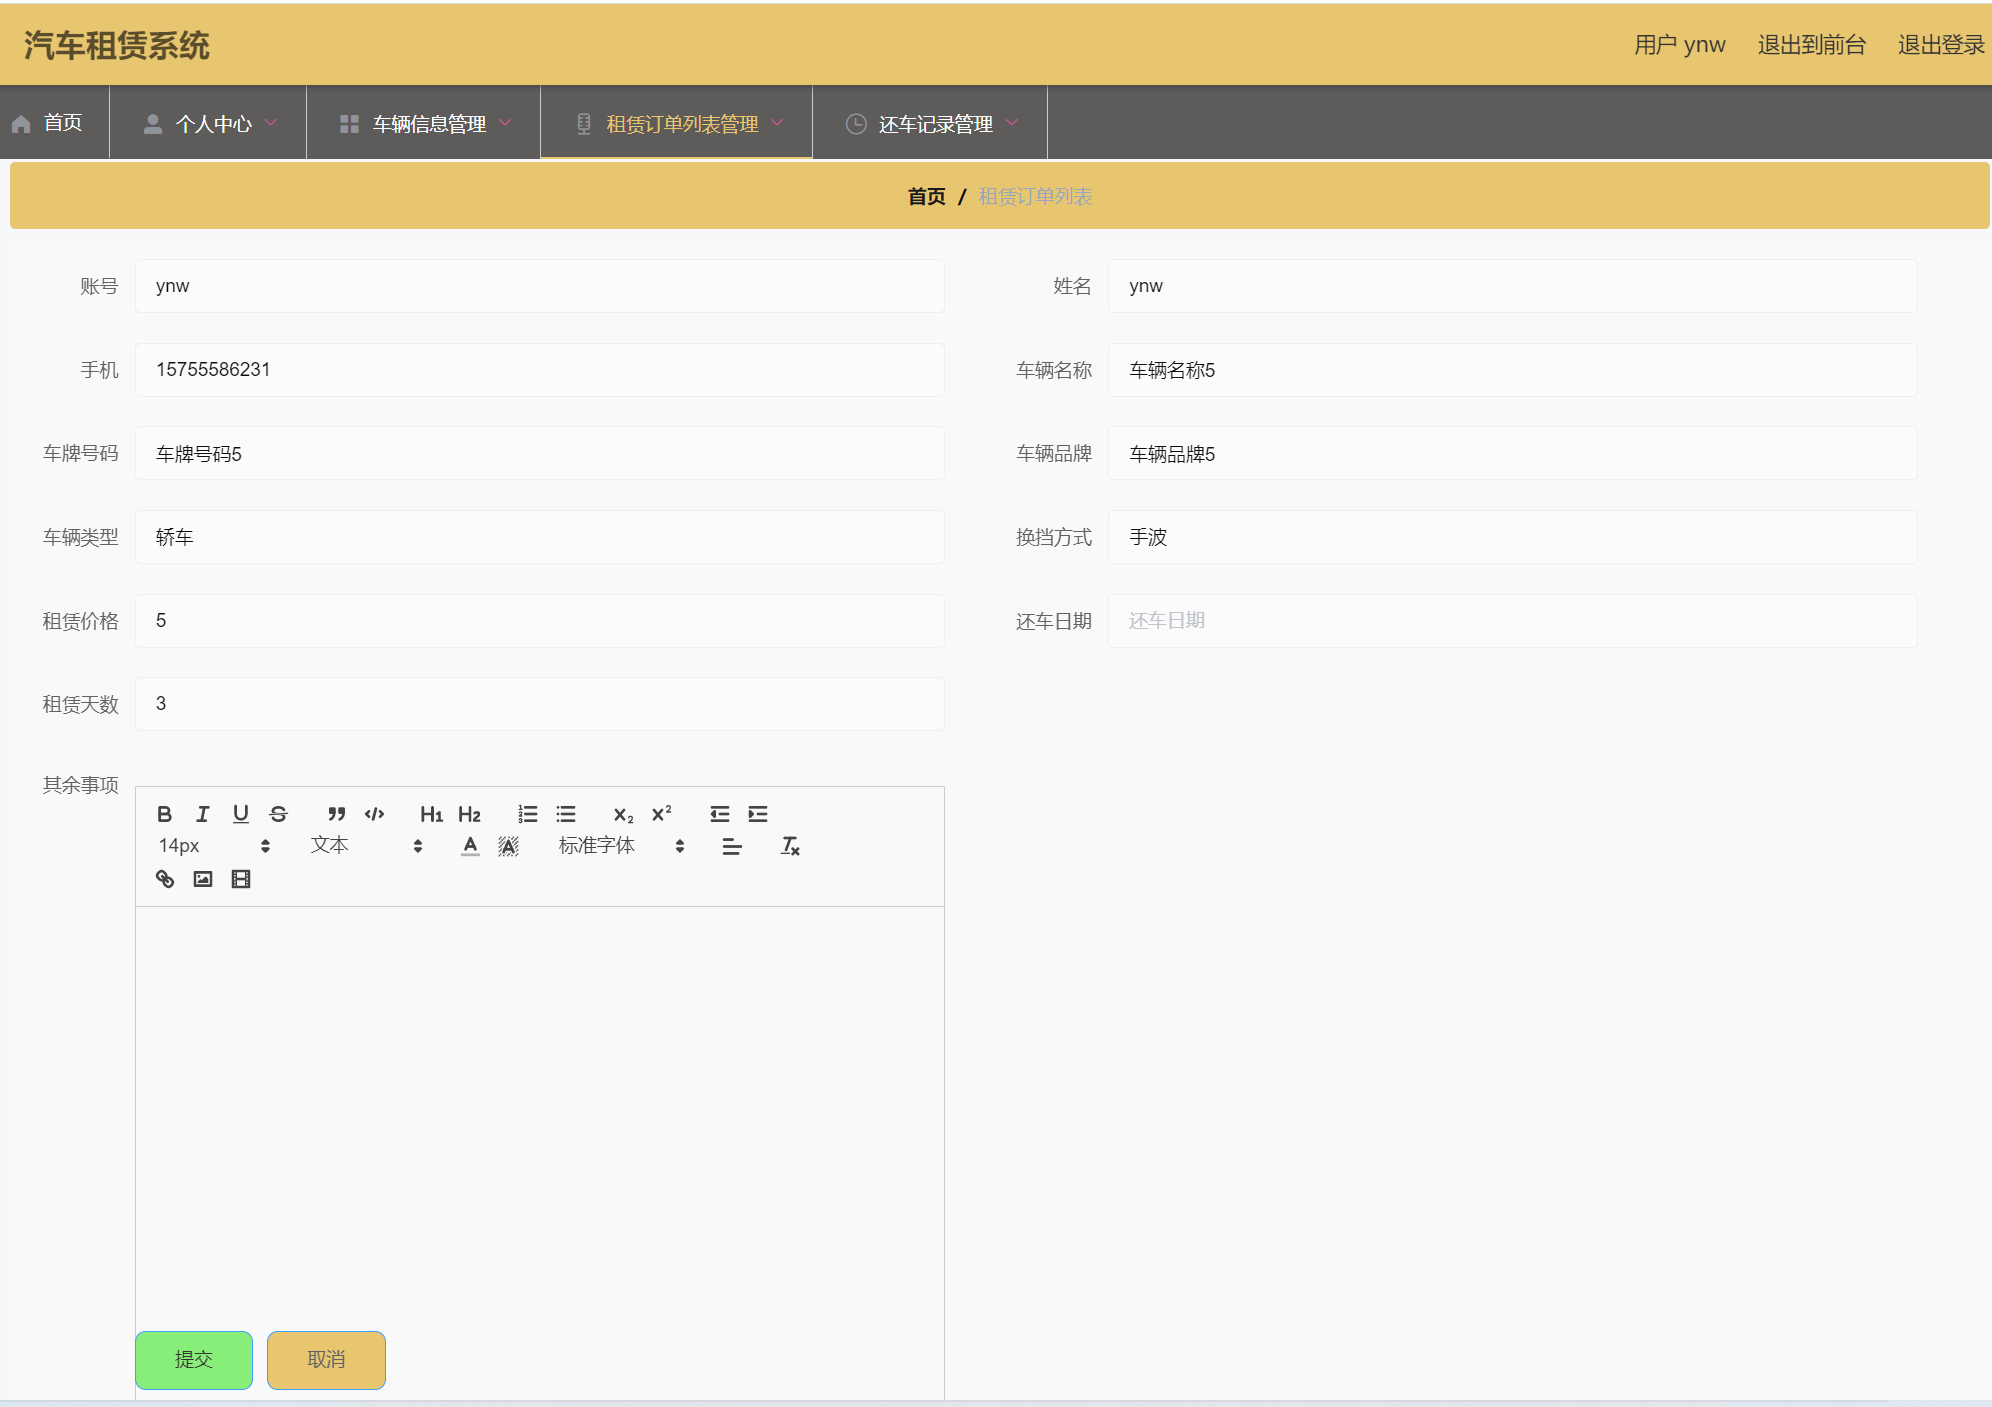 汽车租赁系统
用户 ynw 退出到前台 退出登录
首页 个人中心 车辆信息管理 租赁订单列表管理 还车记录管理
首页 / 租赁订单列表
账号 ynw 姓名 ynw
手机 15755586231 车辆名称 车辆名称5
车牌号码 车牌号码5 车辆品牌 车辆品牌5
车辆类型 轿车 换挡方式 手波
租赁价格 5 还车日期 还车日期
租赁天数 3
其余事项
B I U S H1 H2 X2 X2
14px 文本 A A 标准字体 Tx
提交 取消